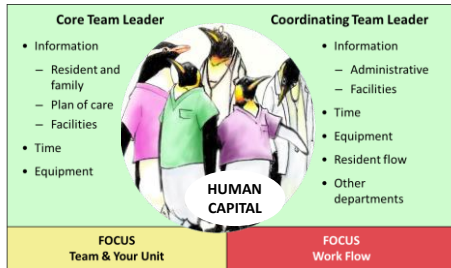 Core Team Leader
• Information
– Resident and
family
– Plan of care
– Facilities
• Time
• Equipment
Coordinating Team Leader
• Information
– Administrative
– Facilities
• Time
• Equipment
• Resident flow
• Other
departments
HUMAN
CAPITAL
FOCUS
Team & Your Unit
FOCUS
Work Flow